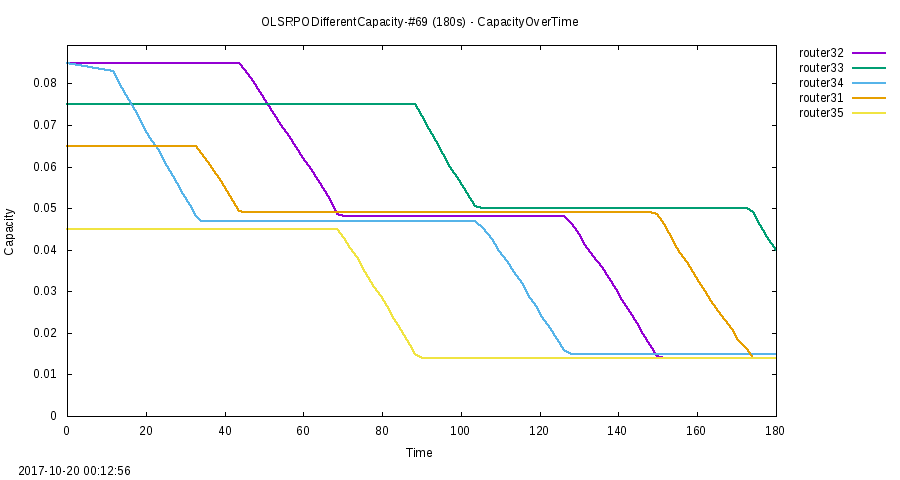 OLSRPODifferentCapacity-#69 (180s) - CapacityOverTime
router32
router33
router34
router31
router35
Capacity
0.08
0.07
0.06
0.05
0.04
0.03
0.02
0.01
0
0 20 40 60 80 100 120 140 160 180
Time
2017-10-20 00:12:56